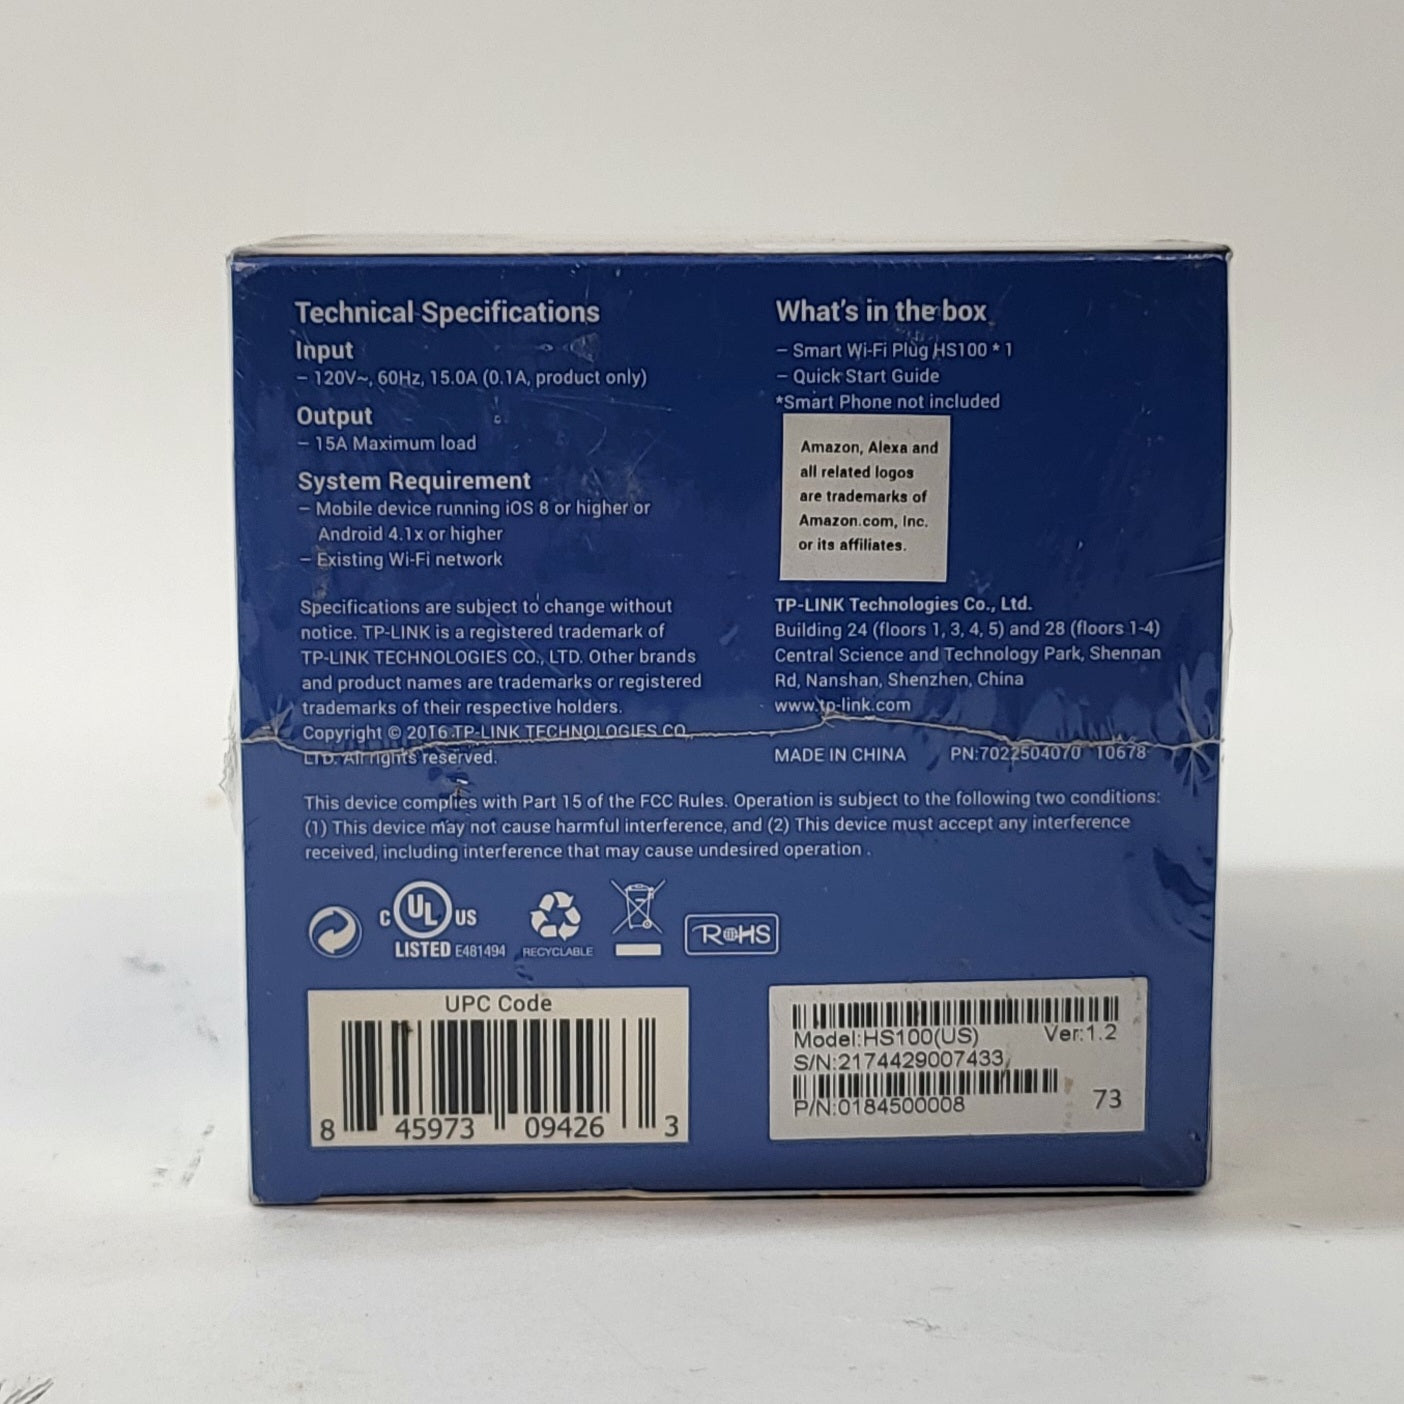 Technical Specifications
Input
– 120V~, 60Hz, 15.0A (0.1A, product only)
Output
– 15A Maximum load
System Requirement
– Mobile device running iOS 8 or higher or
Android 4.1x or higher
– Existing Wi-Fi network
Specifications are subject to change without
notice. TP-LINK is a registered trademark of
TP-LINK TECHNOLOGIES CO., LTD. Other brands
and product names are trademarks or registered
trademarks of their respective holders.
Copyright © 2016 TP-LINK TECHNOLOGIES CO.,
LTD. All rights reserved.
What's in the box
– Smart Wi-Fi Plug HS100 * 1
– Quick Start Guide
*Smart Phone not included
Amazon, Alexa and
all related logos
are trademarks of
Amazon.com, Inc.
or its affiliates.
TP-LINK Technologies Co., Ltd.
Building 24 (floors 1, 3, 4, 5) and 28 (floors 1-4)
Central Science and Technology Park, Shennan
Rd, Nanshan, Shenzhen, China
www.tp-link.com
MADE IN CHINA PN:7022504070 10678
This device complies with Part 15 of the FCC Rules. Operation is subject to the following two conditions:
(1) This device may not cause harmful interference, and (2) This device must accept any interference
received, including interference that may cause undesired operation .
C UL US
LISTED E481494
RECYCLABLE
RoHS
UPC Code
8 45973 09426 3
Model:HS100(US) Ver:1.2
S/N:2174429007433
P/N:0184500008
73